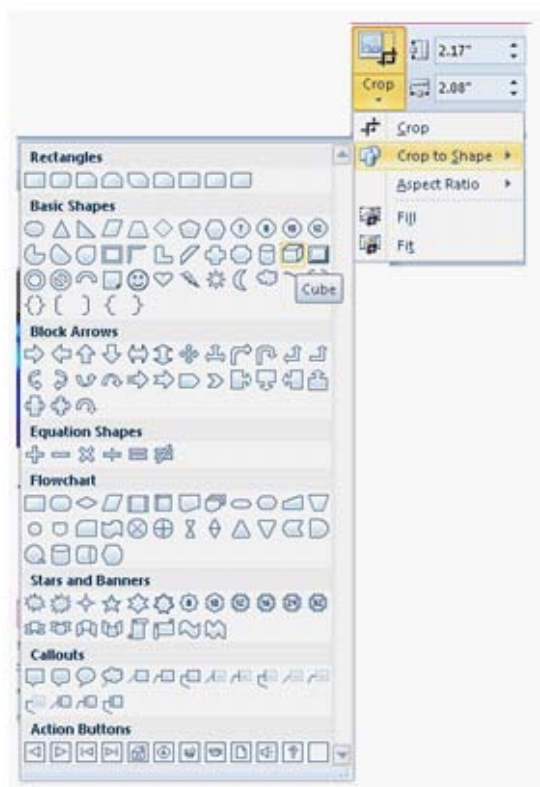 2.17"
Crop
2.08"
Crop
Crop to Shape
Aspect Ratio
Fill
Fit
Rectangles
Basic Shapes
Cube
Block Arrows
Equation Shapes
Flowchart
Stars and Banners
Callouts
Action Buttons